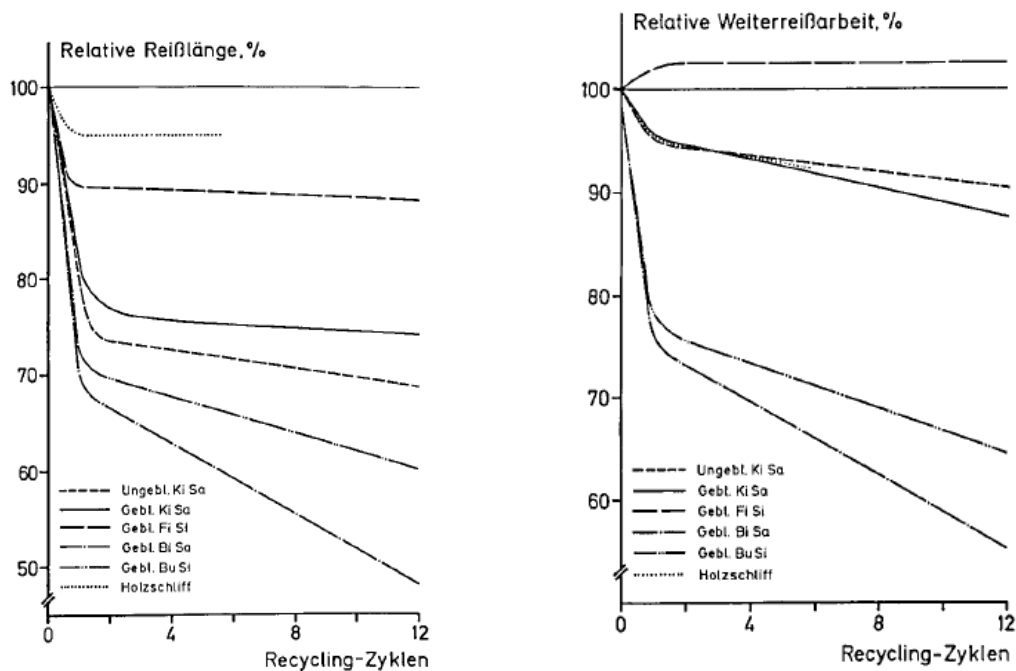 Relative Reißlänge, %
100
90
80
70
60
50
Ungebl. Ki Sa
Gebl. Ki Sa
Gebl. Fi Si
Gebl. Bi Sa
Gebl. Bu Si
Holzschliff
0 4 8 12
Recycling-Zyklen
Relative Weiterreißarbeit, %
100
90
80
70
60
Ungebl. Ki Sa
Gebl. Ki Sa
Gebl. Fi Si
Gebl. Bi Sa
Gebl. Bu Si
Holzschliff
0 4 8 12
Recycling-Zyklen